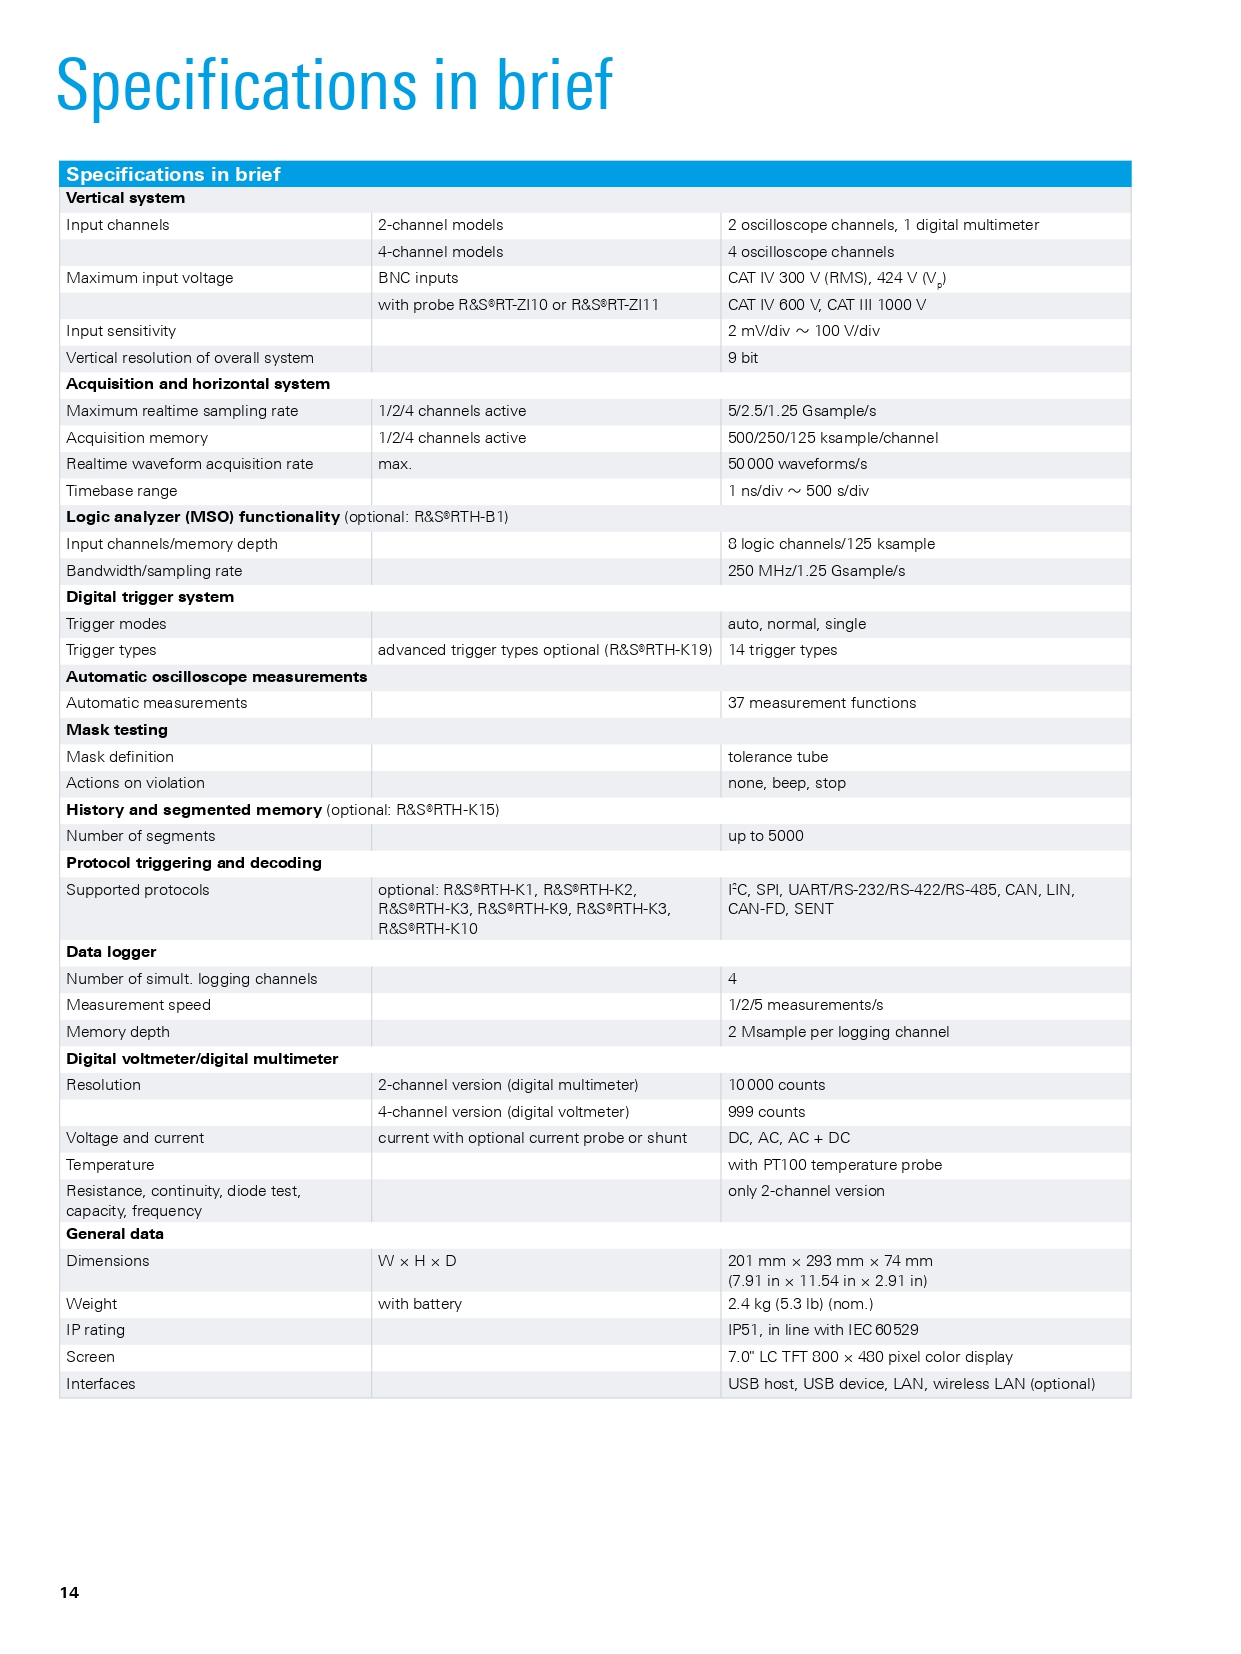 Specifications in brief
Specifications in brief
Vertical system
Input channels 2-channel models 2 oscilloscope channels, 1 digital multimeter
4-channel models 4 oscilloscope channels
Maximum input voltage BNC inputs CAT IV 300 V (RMS), 424 V (Vp)
with probe R&S®RT-ZI10 or R&S®RT-ZI11 CAT IV 600 V, CAT III 1000 V
Input sensitivity 2 mV/div ~ 100 V/div
Vertical resolution of overall system 9 bit
Acquisition and horizontal system
Maximum realtime sampling rate 1/2/4 channels active 5/2.5/1.25 Gsample/s
Acquisition memory 1/2/4 channels active 500/250/125 ksample/channel
Realtime waveform acquisition rate max. 50 000 waveforms/s
Timebase range 1 ns/div ~ 500 s/div
Logic analyzer (MSO) functionality (optional: R&S®RTH-B1)
Input channels/memory depth 8 logic channels/125 ksample
Bandwidth/sampling rate 250 MHz/1.25 Gsample/s
Digital trigger system
Trigger modes auto, normal, single
Trigger types advanced trigger types optional (R&S®RTH-K19) 14 trigger types
Automatic oscilloscope measurements
Automatic measurements 37 measurement functions
Mask testing
Mask definition tolerance tube
Actions on violation none, beep, stop
History and segmented memory (optional: R&S®RTH-K15)
Number of segments up to 5000
Protocol triggering and decoding
Supported protocols optional: R&S®RTH-K1, R&S®RTH-K2, I²C, SPI, UART/RS-232/RS-422/RS-485, CAN, LIN,
R&S®RTH-K3, R&S®RTH-K9, R&S®RTH-K3, CAN-FD, SENT
R&S®RTH-K10
Data logger
Number of simult. logging channels 4
Measurement speed 1/2/5 measurements/s
Memory depth 2 Msample per logging channel
Digital voltmeter/digital multimeter
Resolution 2-channel version (digital multimeter) 10 000 counts
4-channel version (digital voltmeter) 999 counts
Voltage and current current with optional current probe or shunt DC, AC, AC + DC
Temperature with PT100 temperature probe
Resistance, continuity, diode test, only 2-channel version
capacity, frequency
General data
Dimensions W × H × D 201 mm × 293 mm × 74 mm
(7.91 in × 11.54 in × 2.91 in)
Weight with battery 2.4 kg (5.3 lb) (nom.)
IP rating IP51, in line with IEC 60529
Screen 7.0" LC TFT 800 × 480 pixel color display
Interfaces USB host, USB device, LAN, wireless LAN (optional)
14